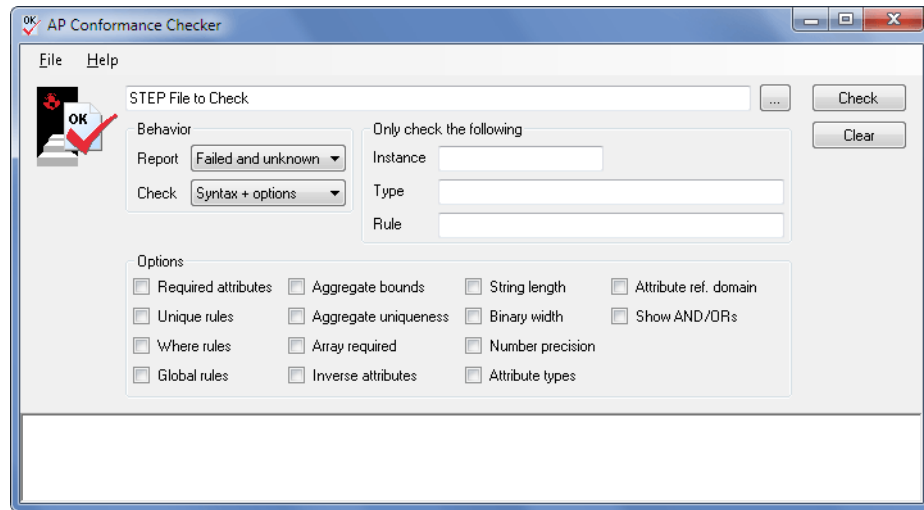 OK AP Conformance Checker
File Help
OK
STEP File to Check ... Check
Clear
Behavior
Report Failed and unknown
Check Syntax + options
Only check the following
Instance
Type
Rule
Options
Required attributes Aggregate bounds String length Attribute ref. domain
Unique rules Aggregate uniqueness Binary width Show AND/ORs
Where rules Array required Number precision
Global rules Inverse attributes Attribute types